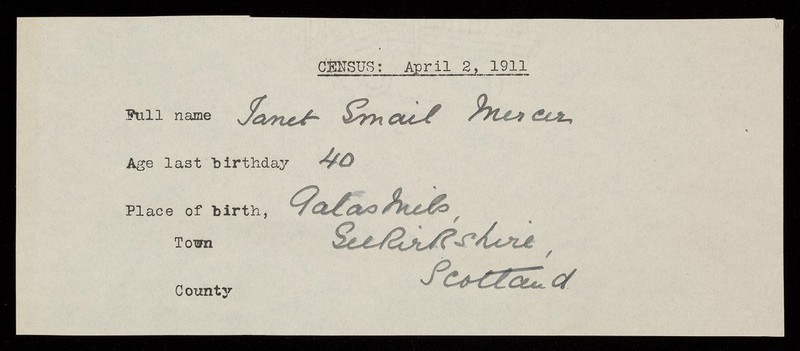 CENSUS: April 2, 1911
Full name Janet Smail Mercer
Age last birthday 40
Place of birth, Galashiels,
Town Selkirkshire,
Scotland
County